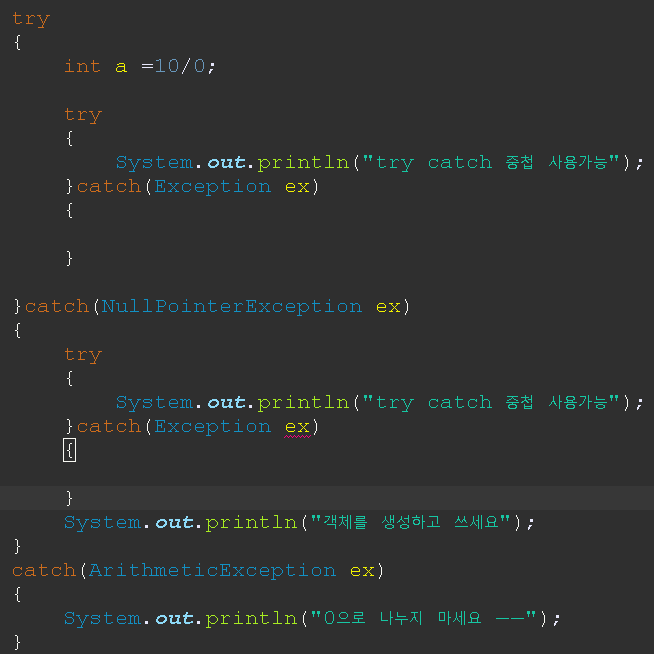 try
{
    int a =10/0;
    try
    {
        System.out.println("try catch 중첩 사용가능");
    }catch(Exception ex)
    {
    }
}catch(NullPointerException ex)
{
    try
    {
        System.out.println("try catch 중첩 사용가능");
    }catch(Exception ex)
    {
    }
    System.out.println("객체를 생성하고 쓰세요");
}
catch(ArithmeticException ex)
{
    System.out.println("0으로 나누지 마세요 ㅡㅡ");
}